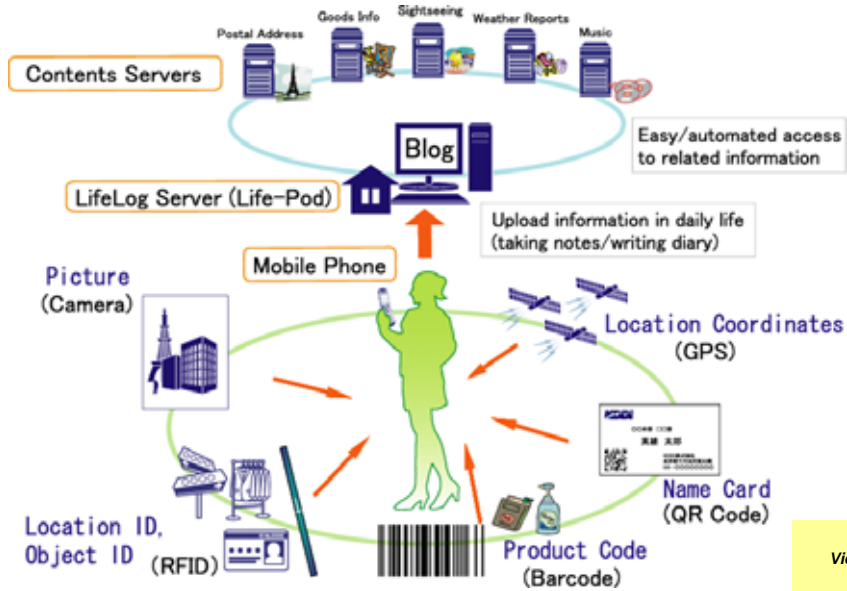 Postal Address
Goods Info
Sightseeing
Weather Reports
Music
Contents Servers
Blog
Easy/automated access
to related information
LifeLog Server (Life-Pod)
Upload information in daily life
(taking notes/writing diary)
Mobile Phone
Picture
(Camera)
Location Coordinates
(GPS)
Name Card
(QR Code)
Location ID,
Object ID (RFID)
Product Code
(Barcode)